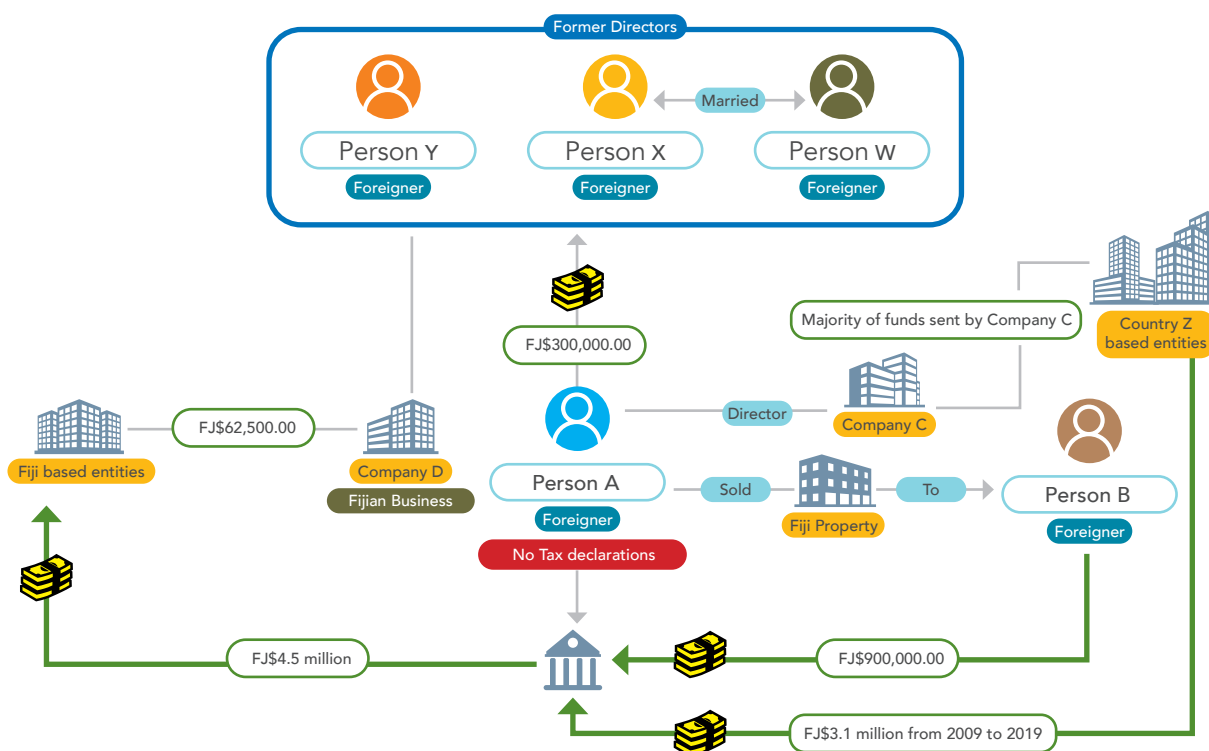 Former Directors
Married
Person Y
Person X
Person W
Foreigner
Foreigner
Foreigner
FJ$300,000.00
Majority of funds sent by Company C
Country Z
based entities
FJ$62,500.00
Fiji based entities
Company D
Fijian Business
Director
Company C
Person A
Foreigner
No Tax declarations
Sold
Fiji Property
To
Person B
Foreigner
FJ$4.5 million
FJ$900,000.00
FJ$3.1 million from 2009 to 2019